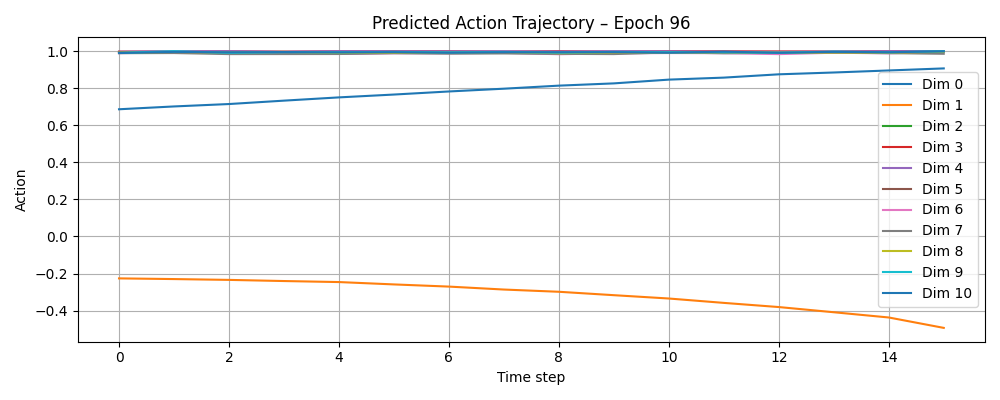 Predicted Action Trajectory – Epoch 96
1.0
0.8
0.6
0.4
0.2
0.0
−0.2
−0.4
Action
0 2 4 6 8 10 12 14
Time step
Dim 0
Dim 1
Dim 2
Dim 3
Dim 4
Dim 5
Dim 6
Dim 7
Dim 8
Dim 9
Dim 10